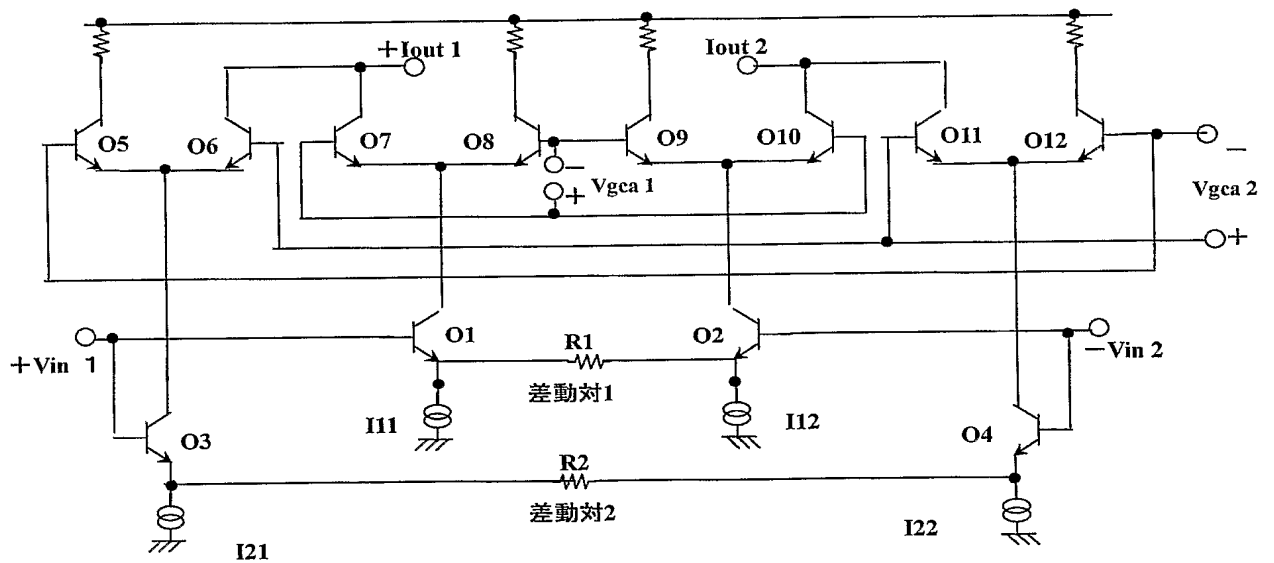 +Iout 1
Iout 2
O5
O6
O7
O8
O9
O10
O11
O12
−
Vgca 1
+
−
Vgca 2
+
+Vin 1
O1
R1
差動対1
O2
−Vin 2
I11
I12
O3
R2
差動対2
O4
I21
I22